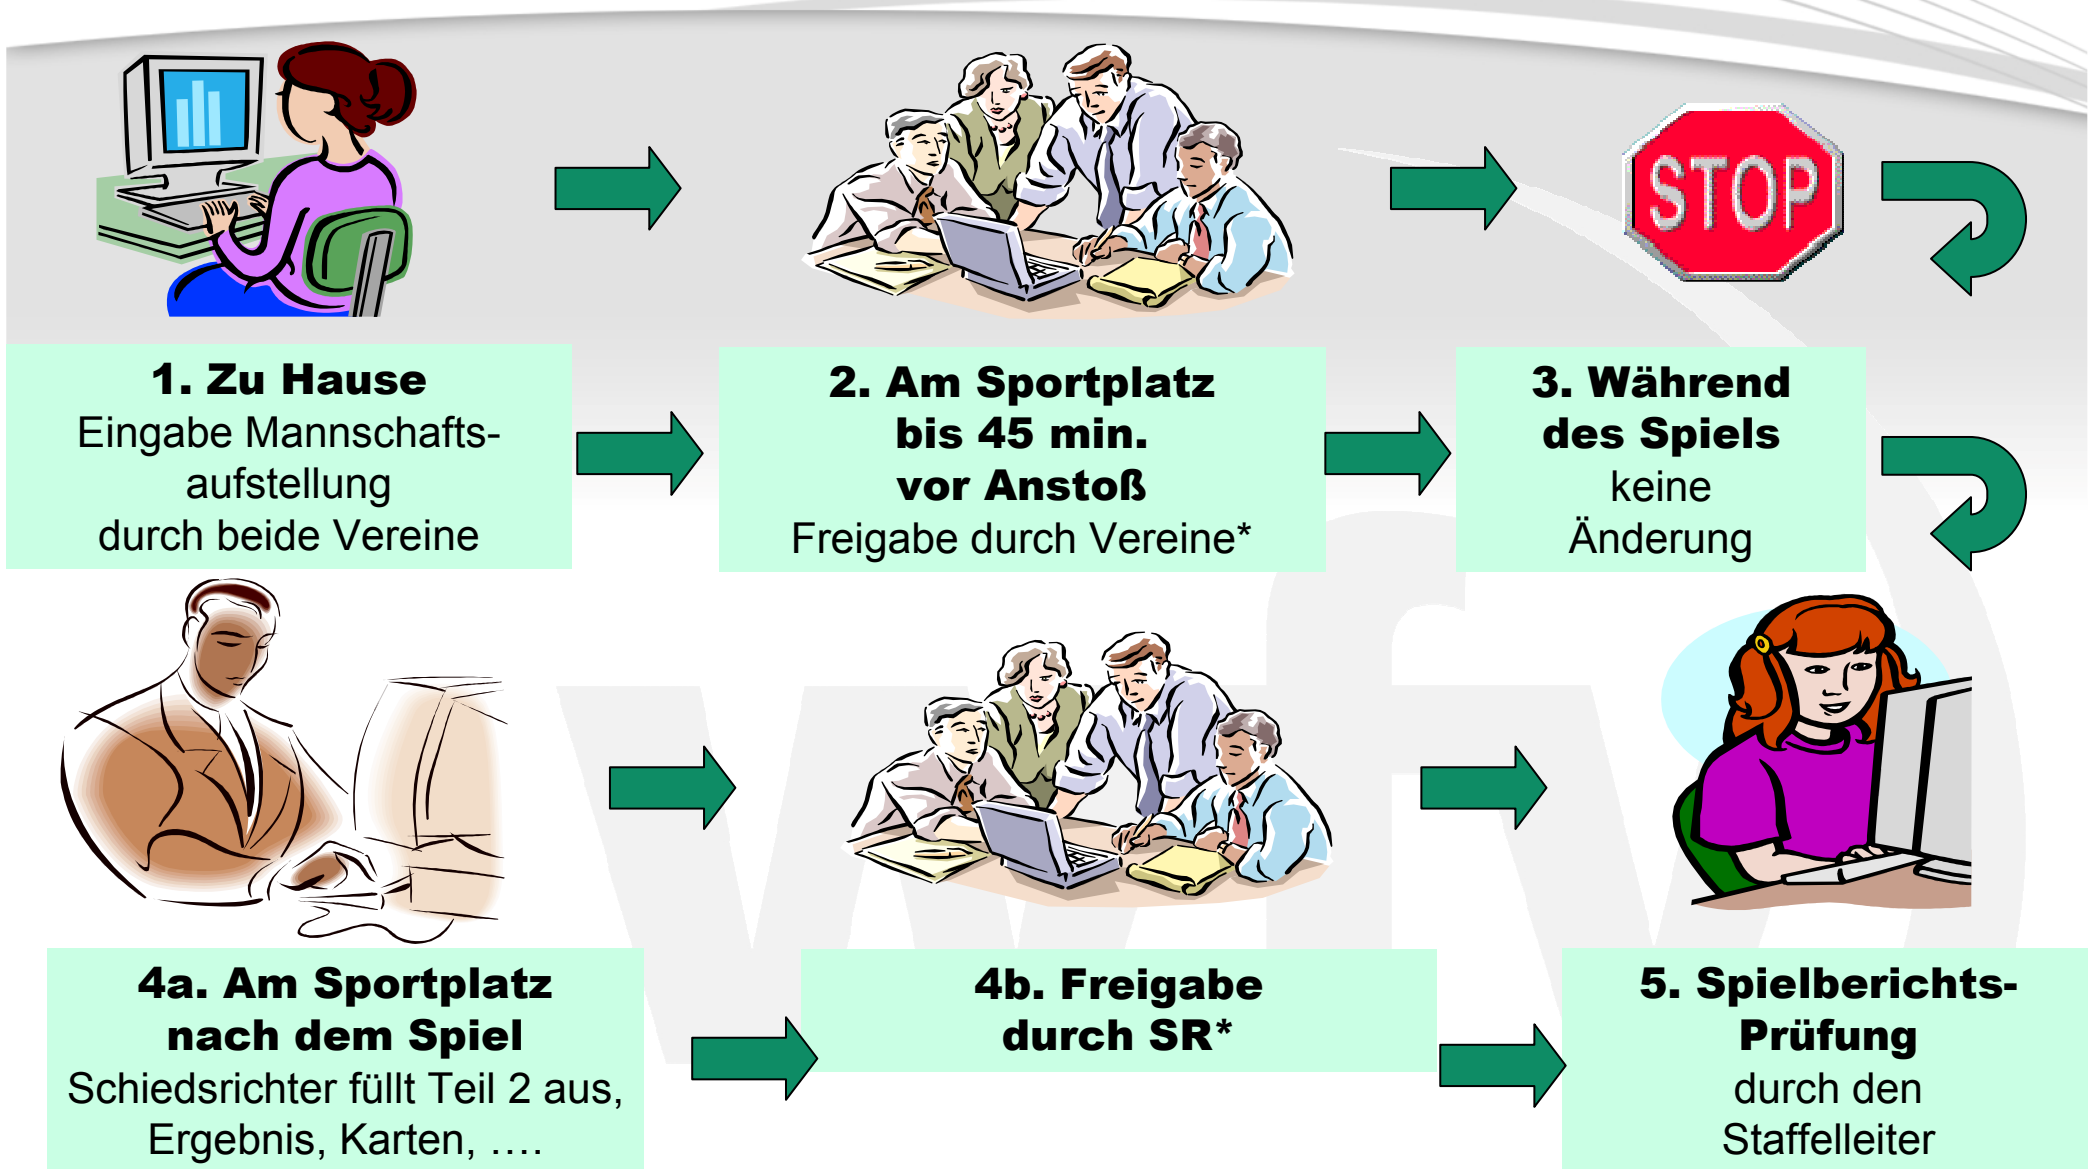 STOP
1. Zu Hause
Eingabe Mannschafts-
aufstellung
durch beide Vereine
2. Am Sportplatz
bis 45 min.
vor Anstoß
Freigabe durch Vereine*
3. Während
des Spiels
keine
Änderung
4a. Am Sportplatz
nach dem Spiel
Schiedsrichter füllt Teil 2 aus,
Ergebnis, Karten, ....
4b. Freigabe
durch SR*
5. Spielberichts-
Prüfung
durch den
Staffelleiter
wfv